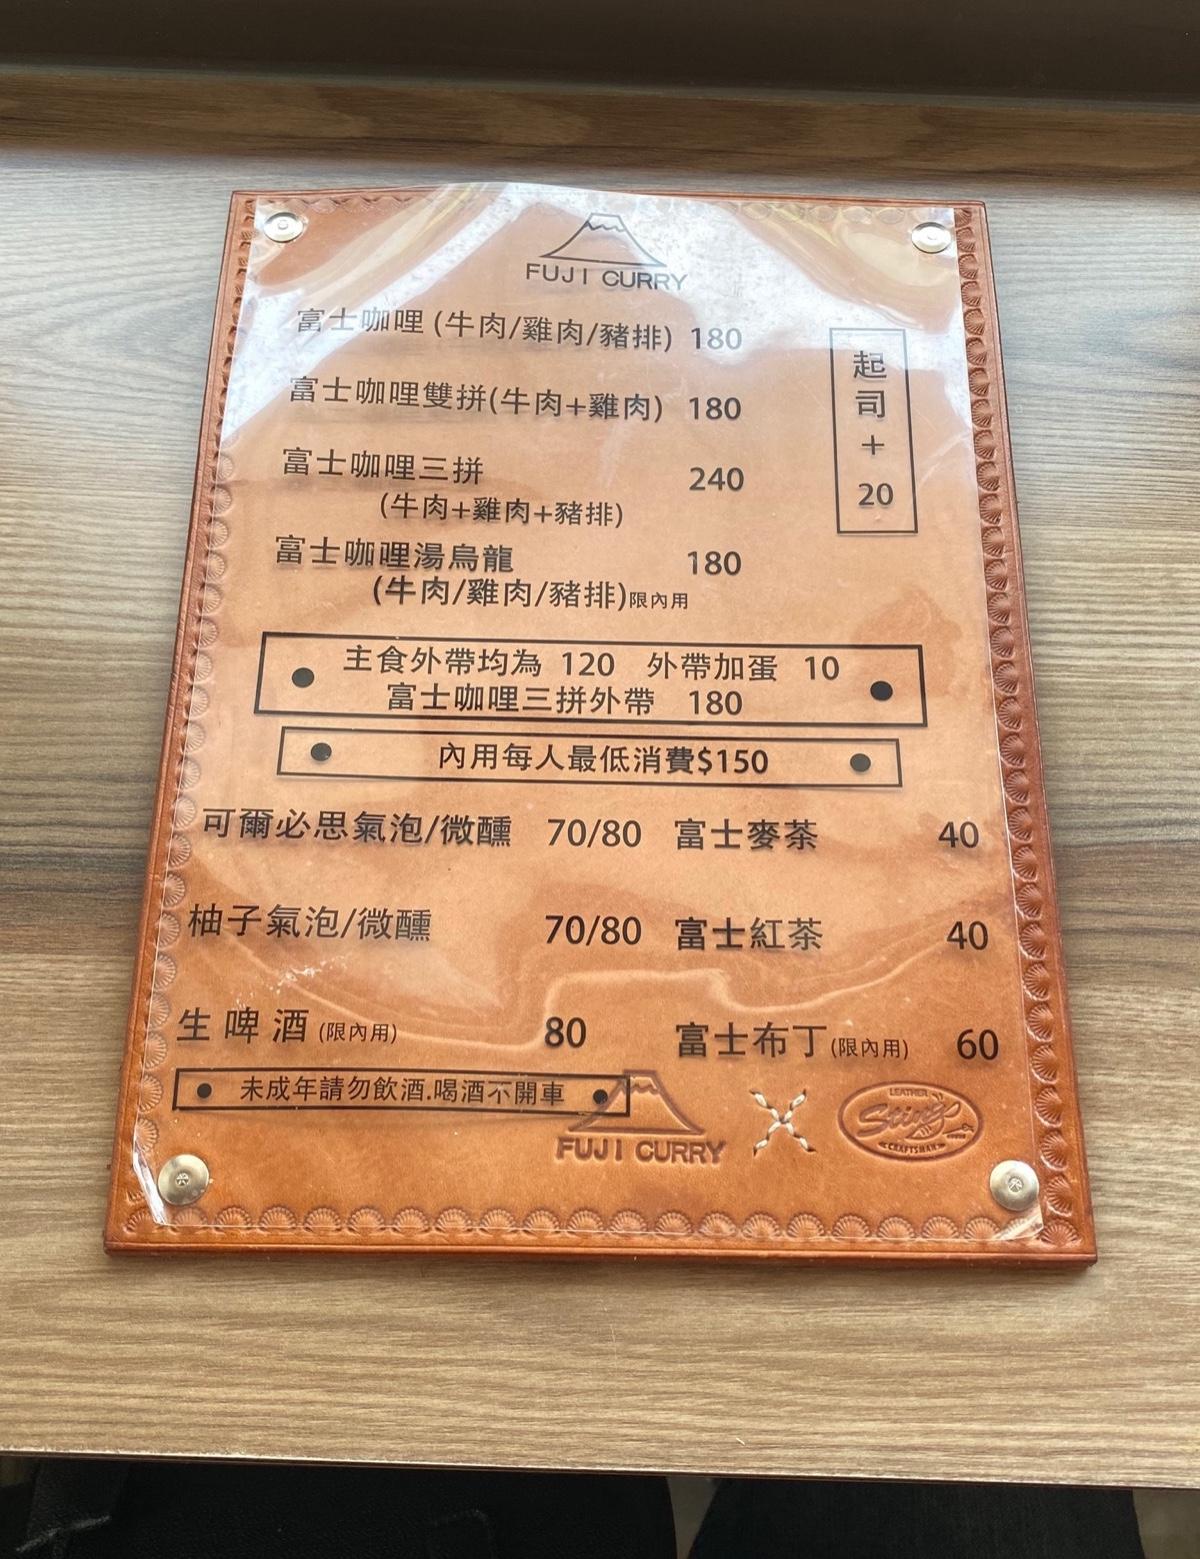 FUJI CURRY
富士咖哩 (牛肉/雞肉/豬排) 180
富士咖哩雙拼(牛肉+雞肉) 180
富士咖哩三拼 240
(牛肉+雞肉+豬排)
富士咖哩湯烏龍 180
(牛肉/雞肉/豬排)限內用
起
司
+
20
主食外帶均為 120 外帶加蛋 10
富士咖哩三拼外帶 180
內用每人最低消費$150
可爾必思氣泡/微醺 70/80 富士麥茶 40
柚子氣泡/微醺 70/80 富士紅茶 40
生啤酒 (限內用) 80 富士布丁(限內用) 60
未成年請勿飲酒.喝酒不開車
FUJI CURRY
LEATHER
CRAFTSMAN